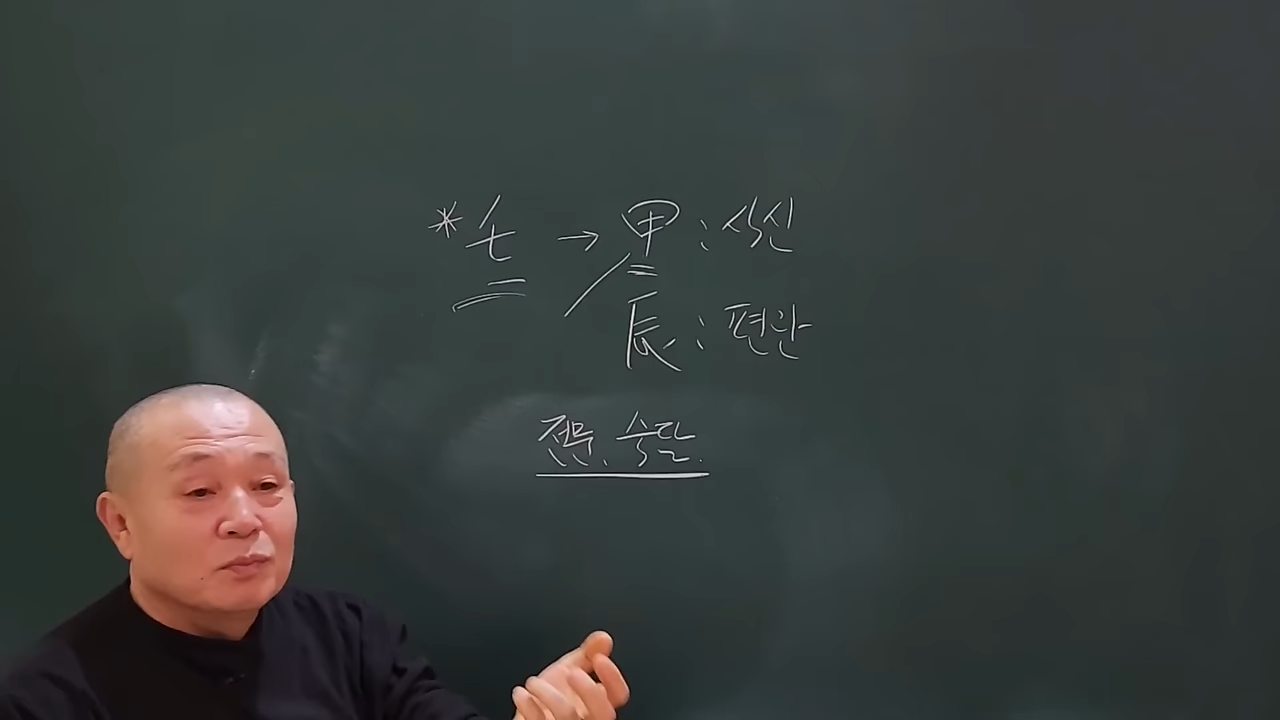 * 壬 → 甲 : 식신
辰 : 편관
전문, 숙달.